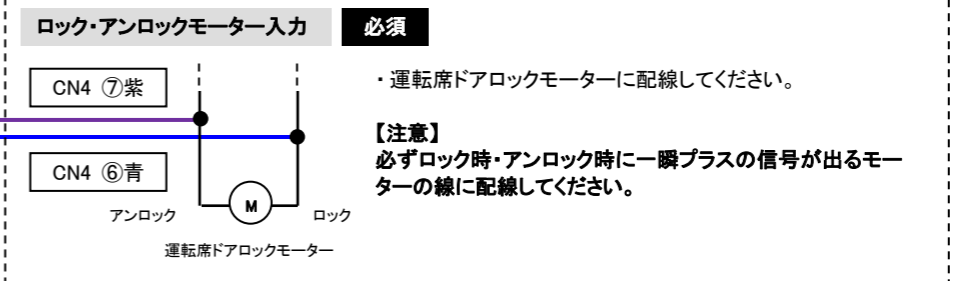 ロック・アンロックモーター入力 必須
CN4 ⑦紫
・運転席ドアロックモーターに配線してください。
【注意】
必ずロック時・アンロック時に一瞬プラスの信号が出るモー
ターの線に配線してください。
CN4 ⑥青
アンロック M ロック
運転席ドアロックモーター